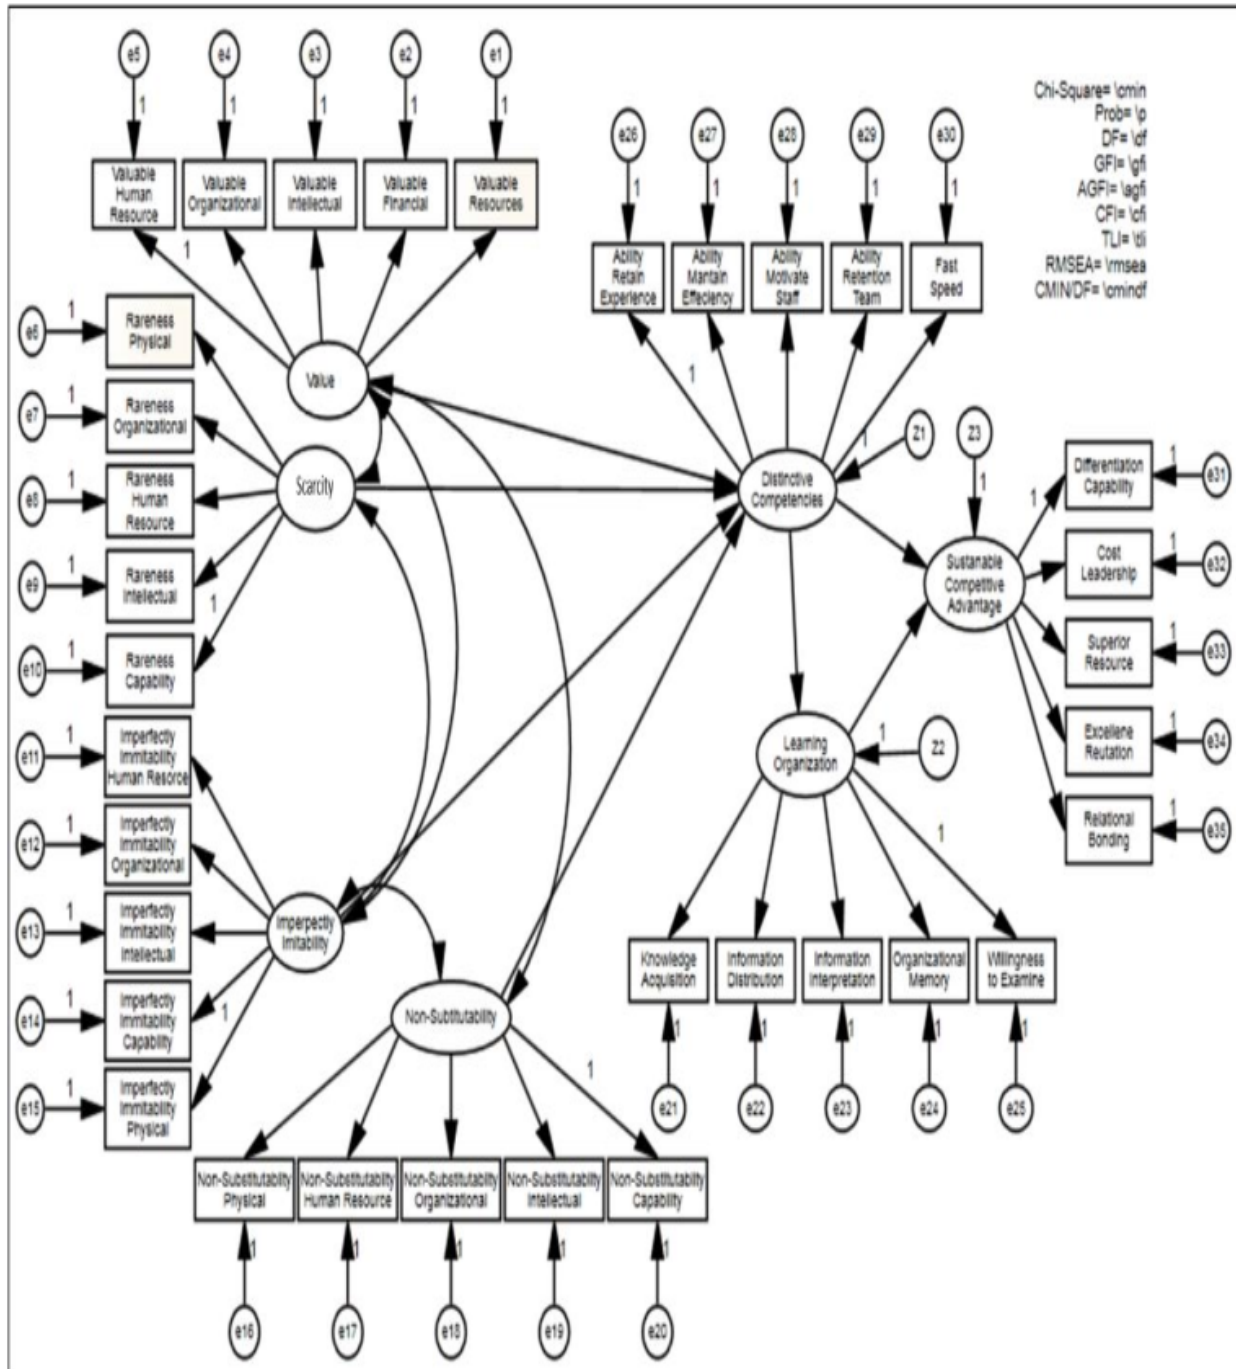 e5
e4
e3
e2
e1
1
1
1
1
1
Valuable
Human
Resource
Valuable
Organizational
Valuable
Intellectual
Valuable
Financial
Valuable
Resources
1
Value
e26
e27
e28
e29
e30
1
1
1
1
1
Ability
Retain
Experience
Ability
Mantain
Effeciency
Ability
Motivate
Staff
Ability
Retention
Team
Fast
Speed
1
Chi-Square= \cmin
Prob= \p
DF= \df
GFI= \gfi
AGFI= \agfi
CFI= \cfi
TLI= \tli
RMSEA= \rmsea
CMIN/DF= \cmindf
e6
1
Rareness
Physical
e7
1
Rareness
Organizational
e8
1
Rareness
Human
Resource
e9
1
Rareness
Intellectual
e10
1
Rareness
Capability
1
Scarcity
Distinctive
Competencies
1
Z1
Z3
1
Sustanable
Competitive
Advantage
1
Differentiation
Capability
1
e31
Cost
Leadership
1
e32
Superior
Resource
1
e33
Excellene
Reutation
1
e34
Relational
Bonding
1
e35
e11
1
Imperfectly
Immitability
Human Resorce
e12
1
Imperfectly
Immitability
Organizational
e13
1
Imperfectly
Immitability
Intellectual
e14
1
Imperfectly
Immitability
Capability
e15
1
Imperfectly
Immitability
Physical
1
Imperpectly
Imitability
Learning
Organization
1
Z2
1
Knowledge
Acquisition
Information
Distribution
Information
Interpretation
Organizational
Memory
Willingness
to Examine
1
1
1
1
1
e21
e22
e23
e24
e25
Non-Subtitutability
1
Non-Substitutability
Physical
Non-Substitutability
Human Resource
Non-Substitutability
Organizational
Non-Substitutability
Intellectual
Non-Substitutability
Capability
1
1
1
1
1
e16
e17
e18
e19
e20